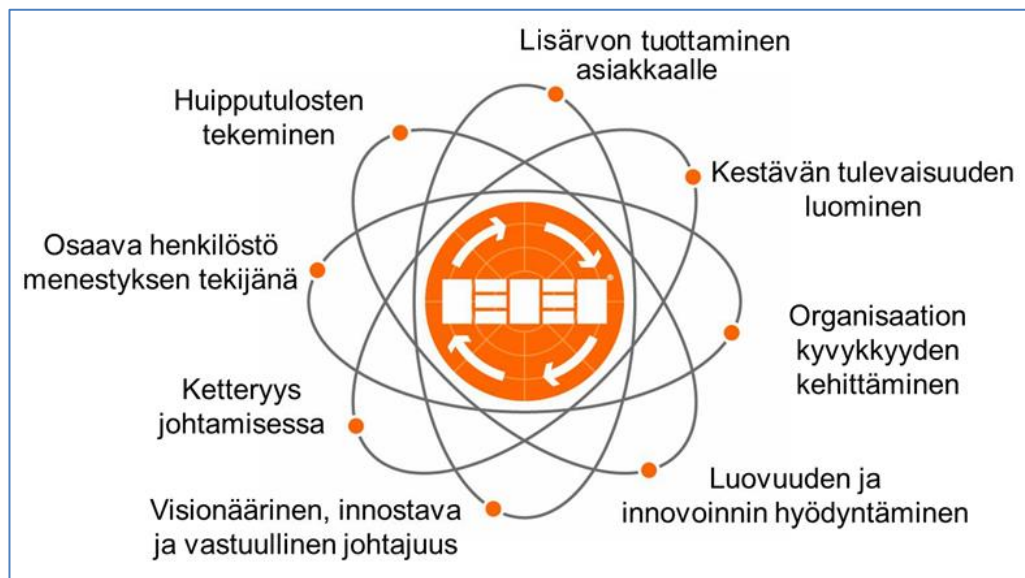 Lisärvon tuottaminen
asiakkaalle
Kestävän tulevaisuuden
luominen
Organisaation
kyvykkyyden
kehittäminen
Luovuuden ja
innovoinnin hyödyntäminen
Visionäärinen, innostava
ja vastuullinen johtajuus
Ketteryys
johtamisessa
Osaava henkilöstö
menestyksen tekijänä
Huipputulosten
tekeminen
®